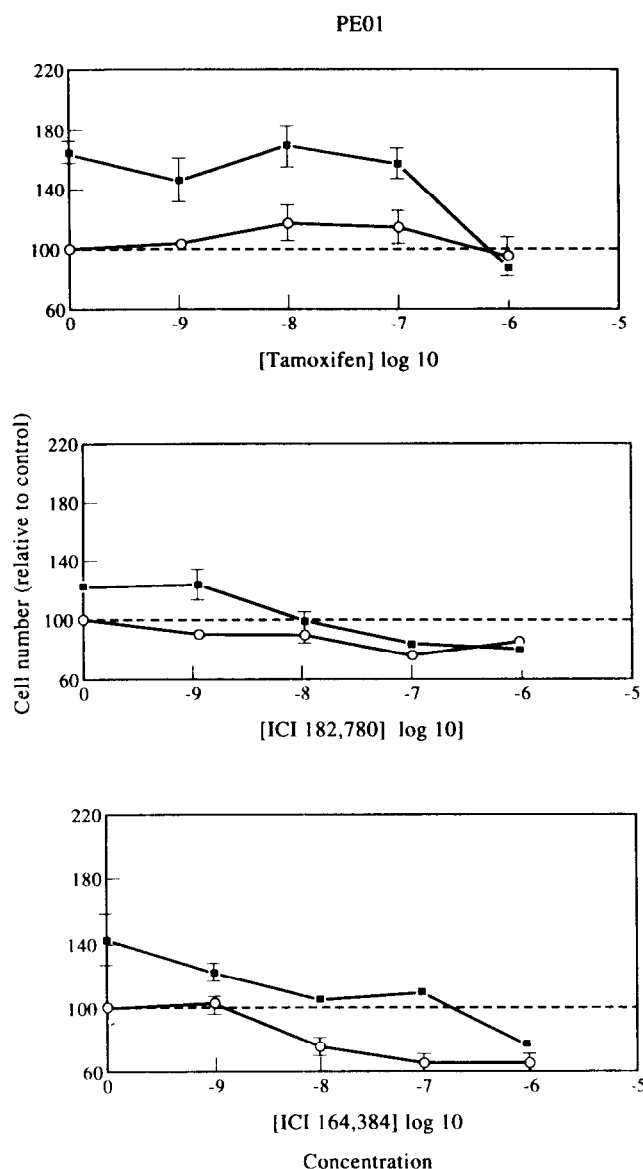 PE01
220
180
140
100
60
0 -9 -8 -7 -6 -5
[Tamoxifen] log 10
Cell number (relative to control)
220
180
140
100
60
0 -9 -8 -7 -6 -5
[ICI 182,780] log 10]
220
180
140
100
60
0 -9 -8 -7 -6 -5
[ICI 164,384] log 10
Concentration